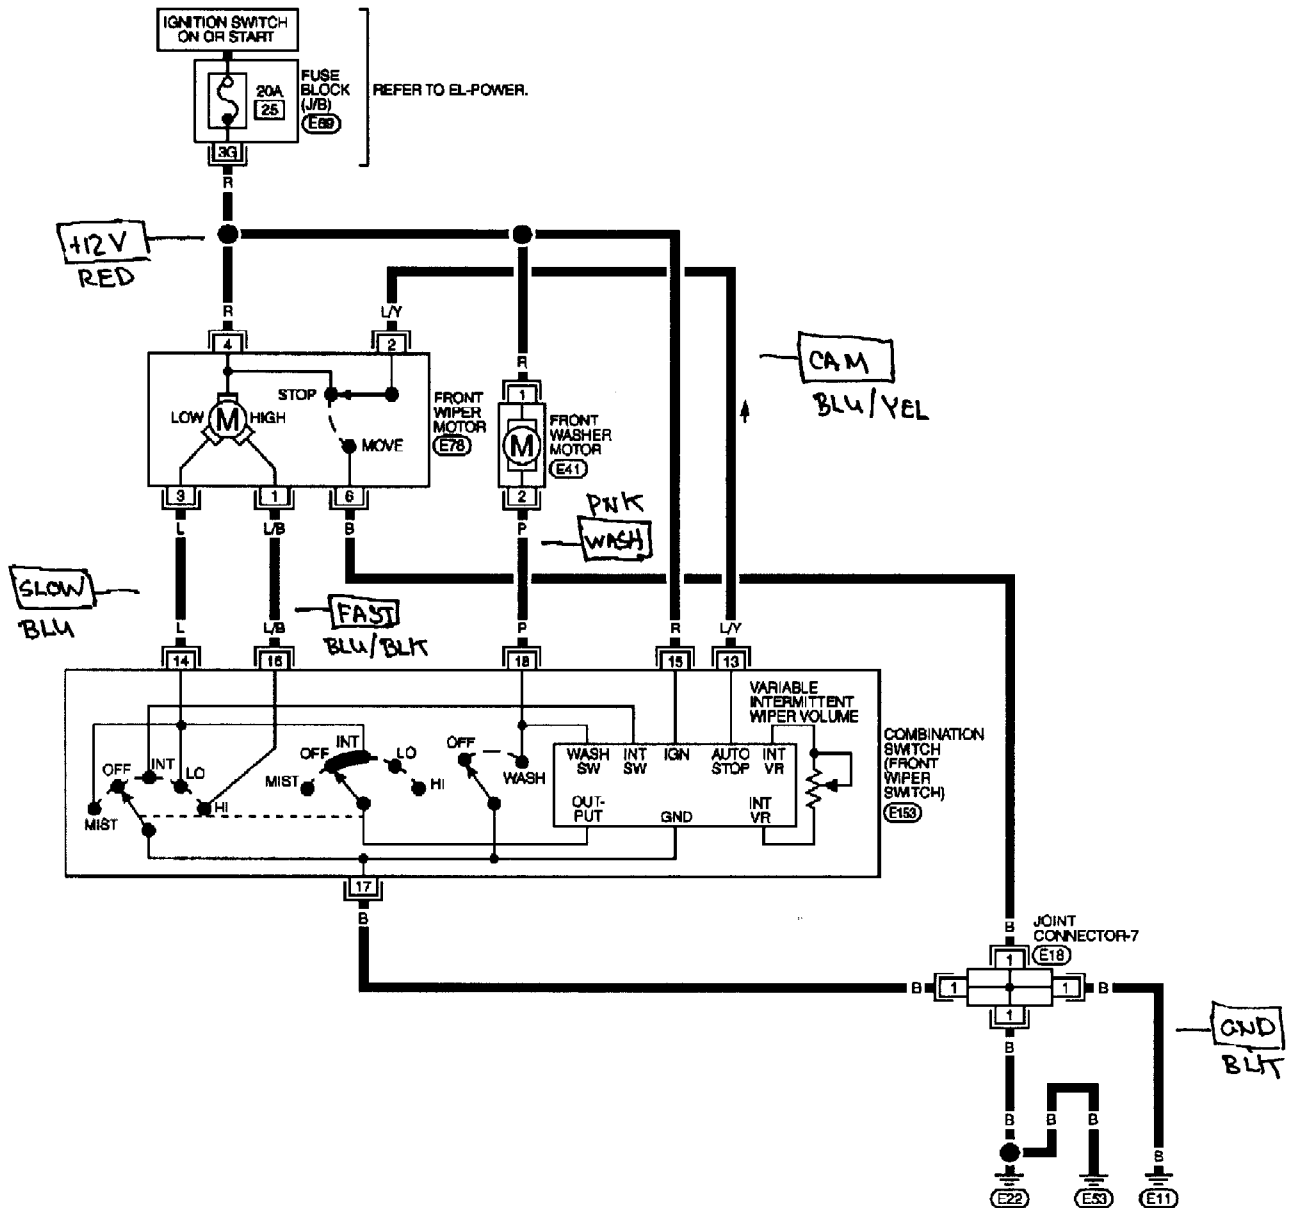 IGNITION SWITCH
ON OR START
FUSE
BLOCK
(J/B)
E69
20A
25
REFER TO EL-POWER.
3G
R
+12V
RED
R
L/Y
4
2
R
CAM
BLU/YEL
STOP
LOW
M
HIGH
MOVE
FRONT
WIPER
MOTOR
E78
1
M
FRONT
WASHER
MOTOR
E41
3
1
6
2
L
L/B
B
P
PNK
WASH
SLOW
BLU
FAST
BLU/BLK
L
L/B
P
R
L/Y
14
16
18
15
13
VARIABLE
INTERMITTENT
WIPER VOLUME
COMBINATION
SWITCH
(FRONT
WIPER
SWITCH)
E153
OFF
INT
LO
HI
MIST
OFF
INT
LO
HI
MIST
OFF
WASH
WASH
SW
INT
SW
IGN
AUTO
STOP
INT
VR
OUT-
PUT
GND
INT
VR
17
B
B
JOINT
CONNECTOR-7
E18
1
B
1
1
B
1
GND
BLK
B
B
B
B
B
E22
E53
E11